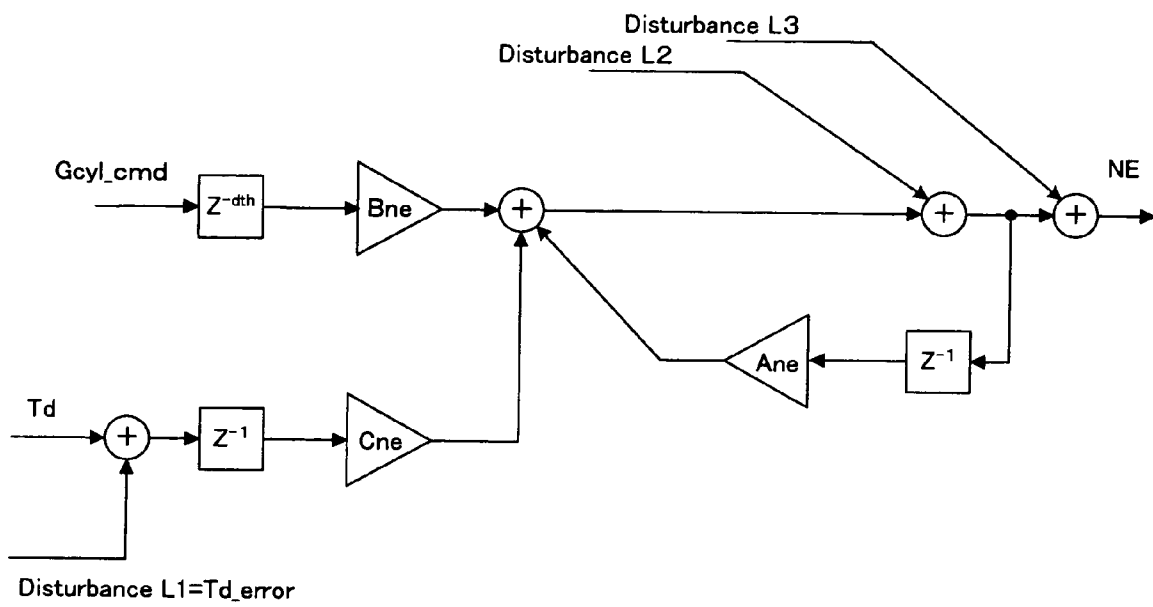 Disturbance L3
Disturbance L2
Gcyl_cmd
NE
Z-dth
Bne
+
+
+
Ane
Z-1
Td
+
Z-1
Cne
Disturbance L1=Td_error